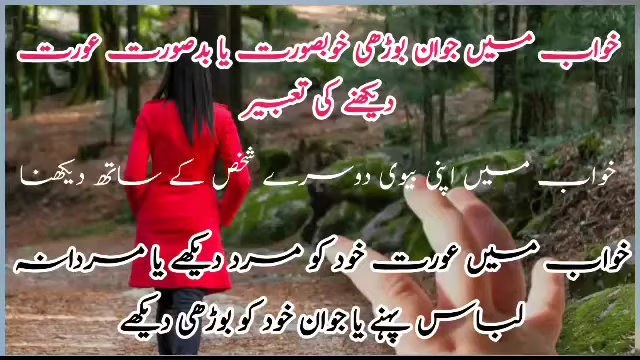 خواب میں جوان بوڑھی خوبصورت یا بدصورت عورت
دیکھنے کی تعبیر
خواب میں اپنی بیوی دوسرے شخص کے ساتھ دیکھنا
خواب میں عورت خود کو مرد دیکھے یا مردانہ
لباس پہنے یا جوان خود کو بوڑھی دیکھے